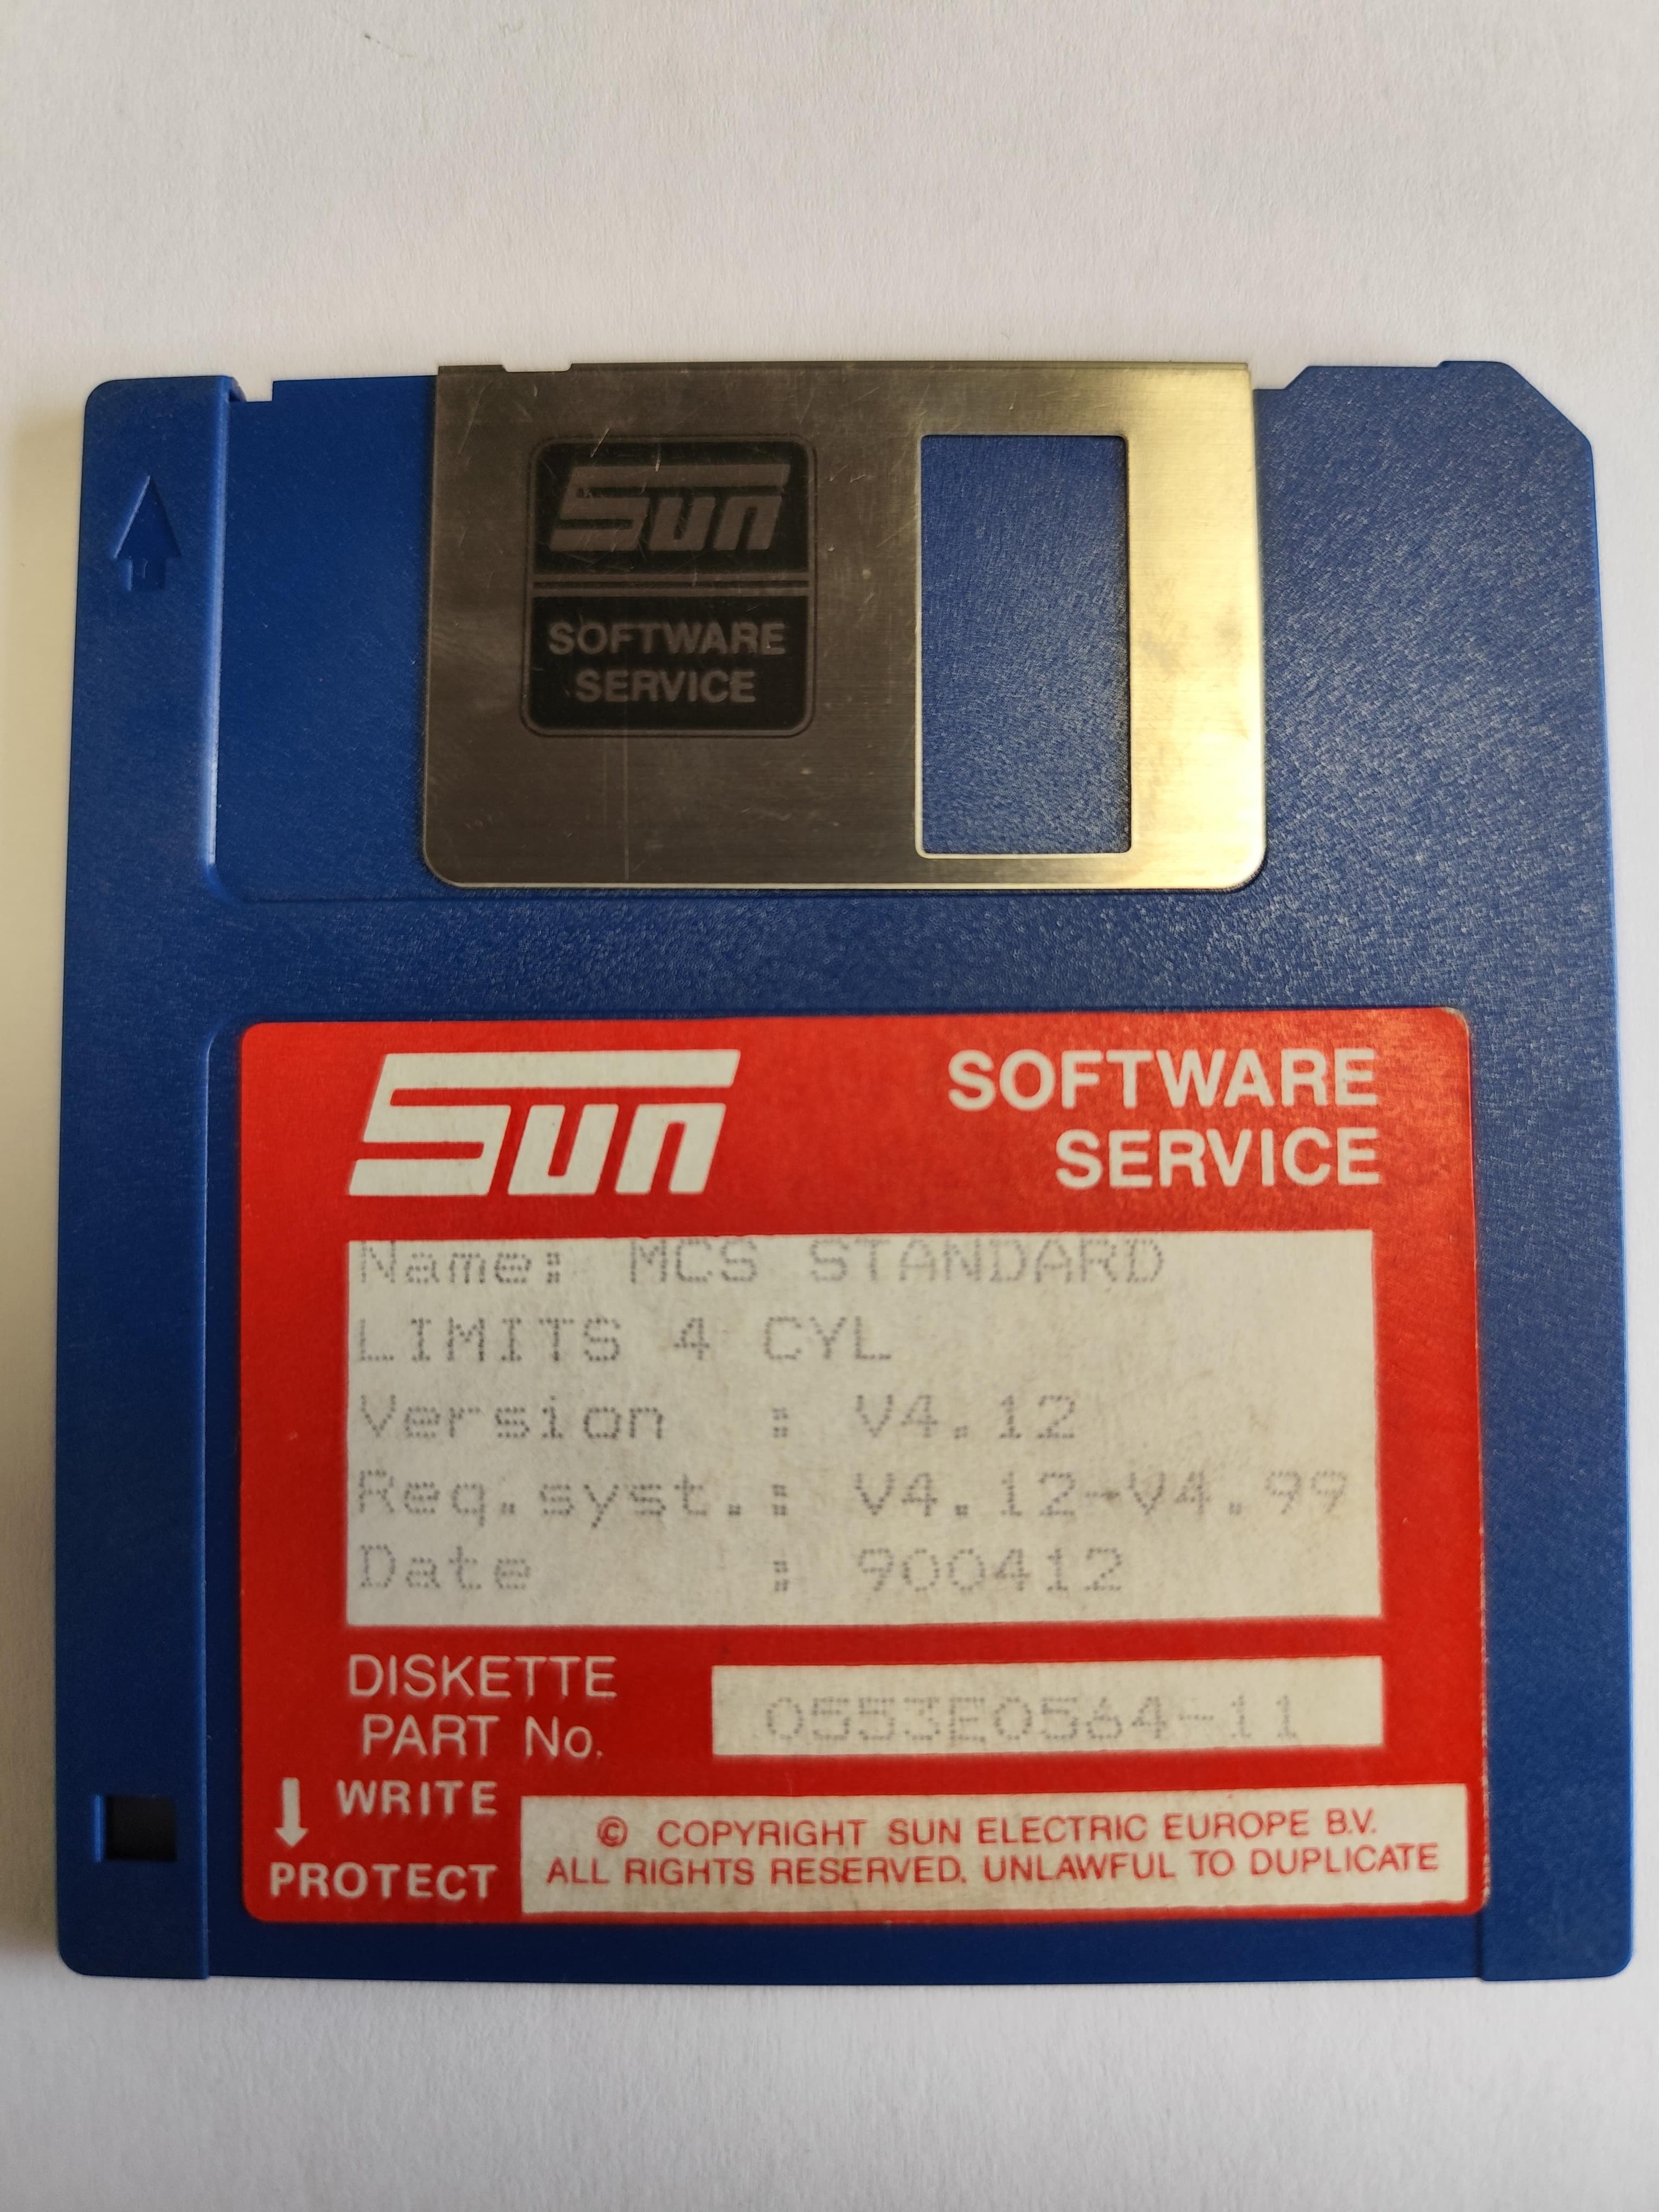 Sun
SOFTWARE
SERVICE
Sun
SOFTWARE
SERVICE
Name: MCS STANDARD
LIMITS 4 CYL
Version : V4.12
Req.syst.: V4.12-V4.99
Date : 900412
DISKETTE
PART No.
0553E0564-11
WRITE
PROTECT
© COPYRIGHT SUN ELECTRIC EUROPE B.V.
ALL RIGHTS RESERVED. UNLAWFUL TO DUPLICATE